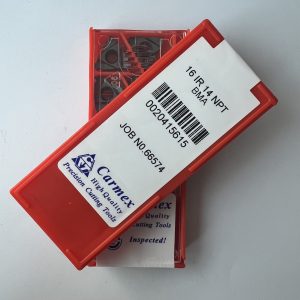 16 IR 14 NPT
BMA
0020415615
JOB NO.66574
Carmex
High Quality
Precision Cutting Tools
Quality
Cutting Tools
Inspected!